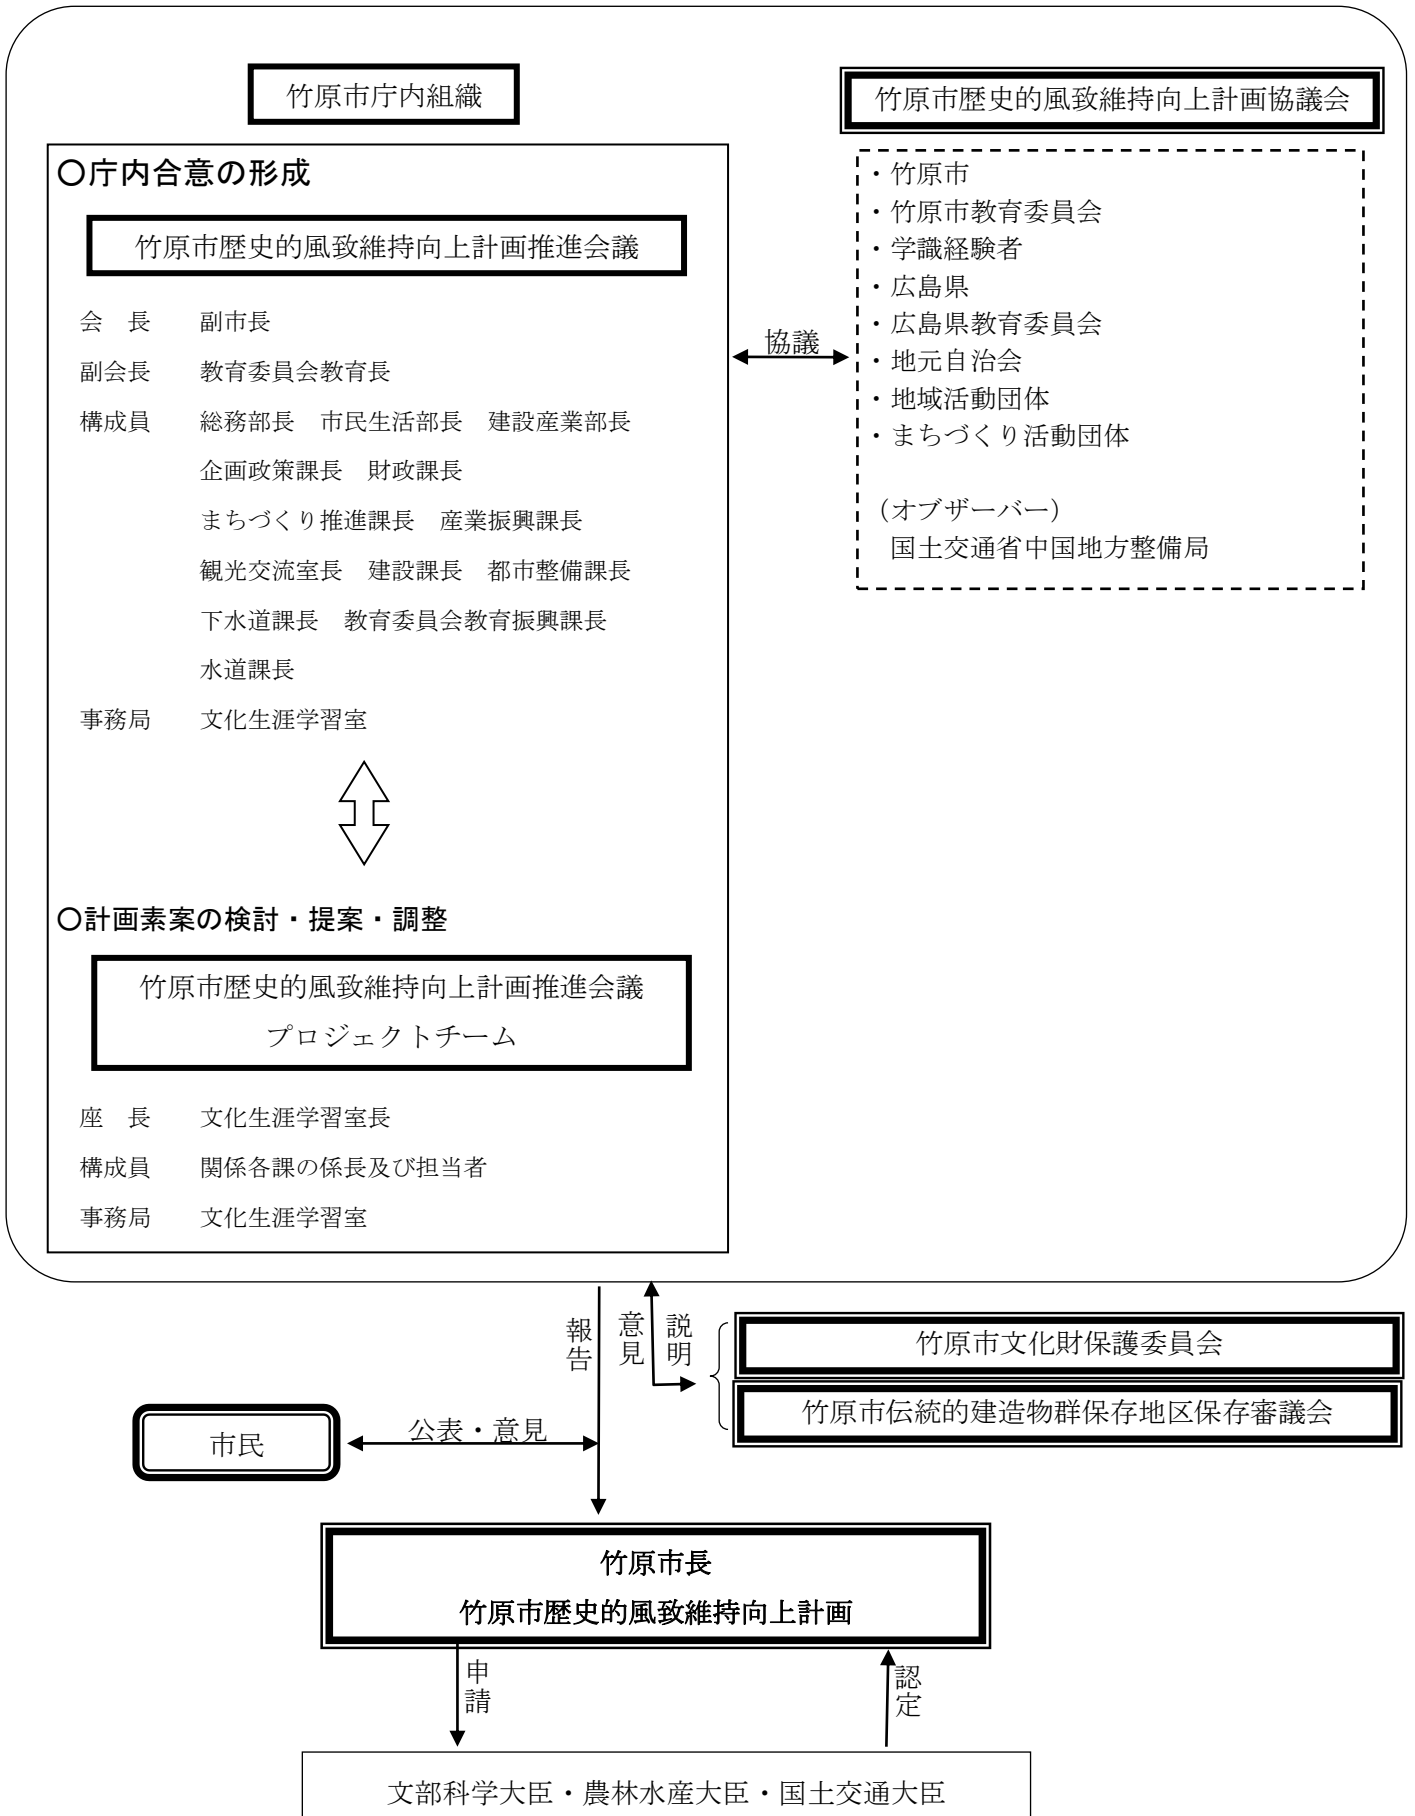 竹原市庁内組織
〇庁内合意の形成
竹原市歴史的風致維持向上計画推進会議
会　長　　副市長
副会長　　教育委員会教育長
構成員　　総務部長　市民生活部長　建設産業部長
企画政策課長　財政課長
まちづくり推進課長　産業振興課長
観光交流室長　建設課長　都市整備課長
下水道課長　教育委員会教育振興課長
水道課長
事務局　　文化生涯学習室
〇計画素案の検討・提案・調整
竹原市歴史的風致維持向上計画推進会議
プロジェクトチーム
座　長　　文化生涯学習室長
構成員　　関係各課の係長及び担当者
事務局　　文化生涯学習室
協議
竹原市歴史的風致維持向上計画協議会
・竹原市
・竹原市教育委員会
・学識経験者
・広島県
・広島県教育委員会
・地元自治会
・地域活動団体
・まちづくり活動団体
（オブザーバー）
国土交通省中国地方整備局
報告
意見
説明
竹原市文化財保護委員会
竹原市伝統的建造物群保存地区保存審議会
市民
公表・意見
竹原市長
竹原市歴史的風致維持向上計画
申請
認定
文部科学大臣・農林水産大臣・国土交通大臣